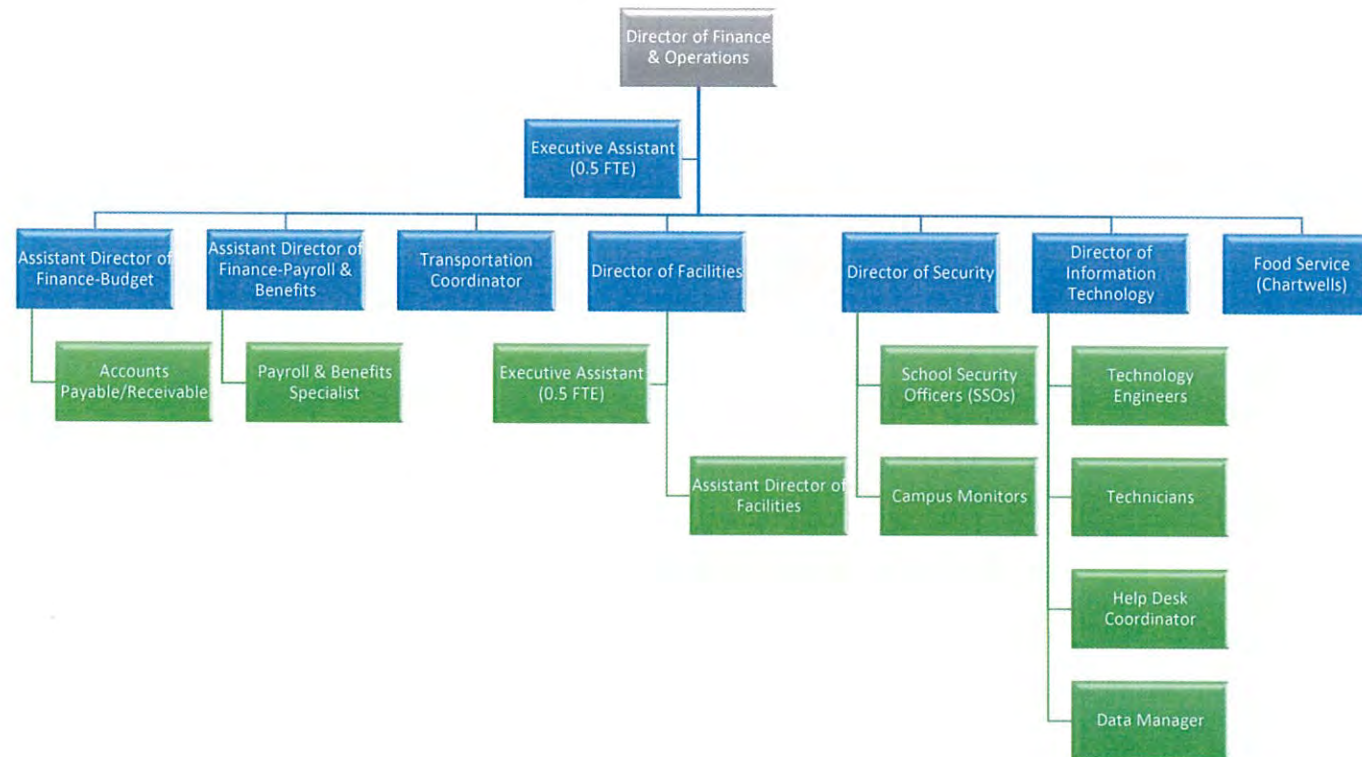 Director of Finance
& Operations
Executive Assistant
(0.5 FTE)
Assistant Director of
Finance-Budget
Assistant Director of
Finance-Payroll &
Benefits
Transportation
Coordinator
Director of Facilities
Director of Security
Director of
Information
Technology
Food Service
(Chartwells)
Accounts
Payable/Receivable
Payroll & Benefits
Specialist
Executive Assistant
(0.5 FTE)
Assistant Director of
Facilities
School Security
Officers (SSOs)
Campus Monitors
Technology
Engineers
Technicians
Help Desk
Coordinator
Data Manager